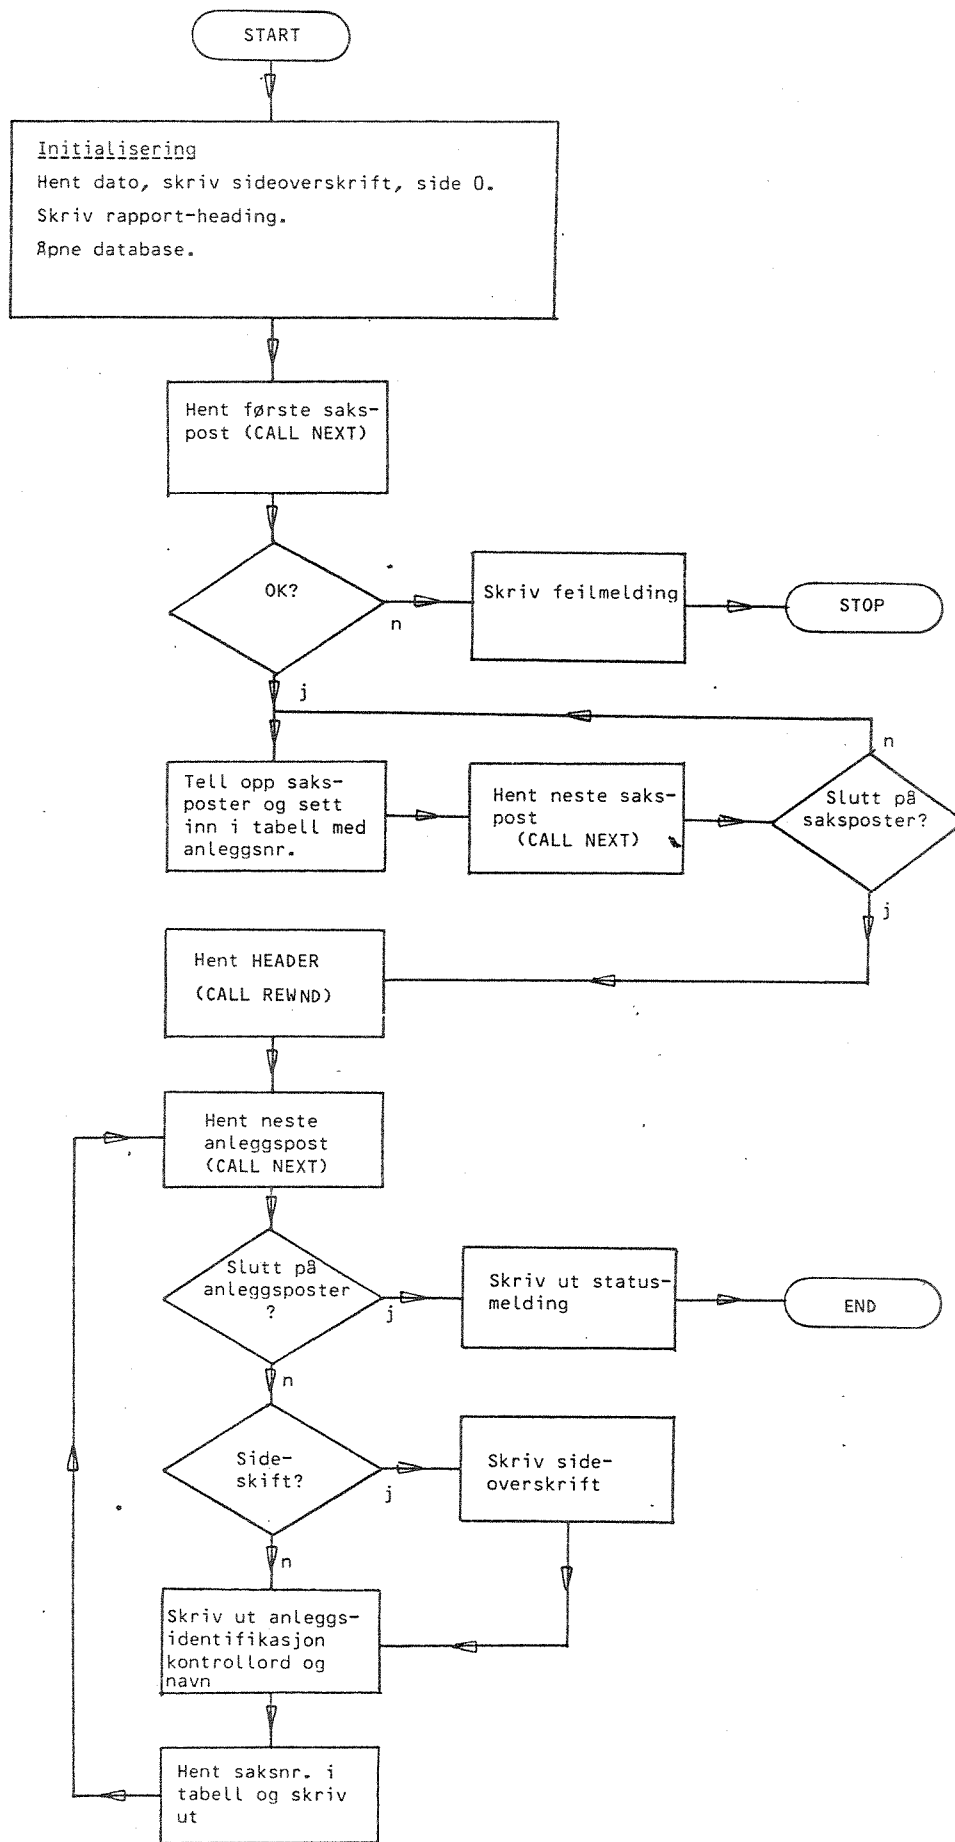 START
Initialisering
Hent dato, skriv sideoverskrift, side 0.
Skriv rapport-heading.
Åpne database.
Hent første saks-
post (CALL NEXT)
OK?
n
Skriv feilmelding
STOP
j
Tell opp saks-
poster og sett
inn i tabell med
anleggsnr.
Hent neste saks-
post
(CALL NEXT)
n
Slutt på
saksposter?
j
Hent HEADER
(CALL REWND)
Hent neste
anleggspost
(CALL NEXT)
Slutt på
anleggsposter
?
j
Skriv ut status-
melding
END
n
Side-
skift?
j
Skriv side-
overskrift
n
Skriv ut anleggs-
identifikasjon
kontrollord og
navn
Hent saksnr. i
tabell og skriv
ut